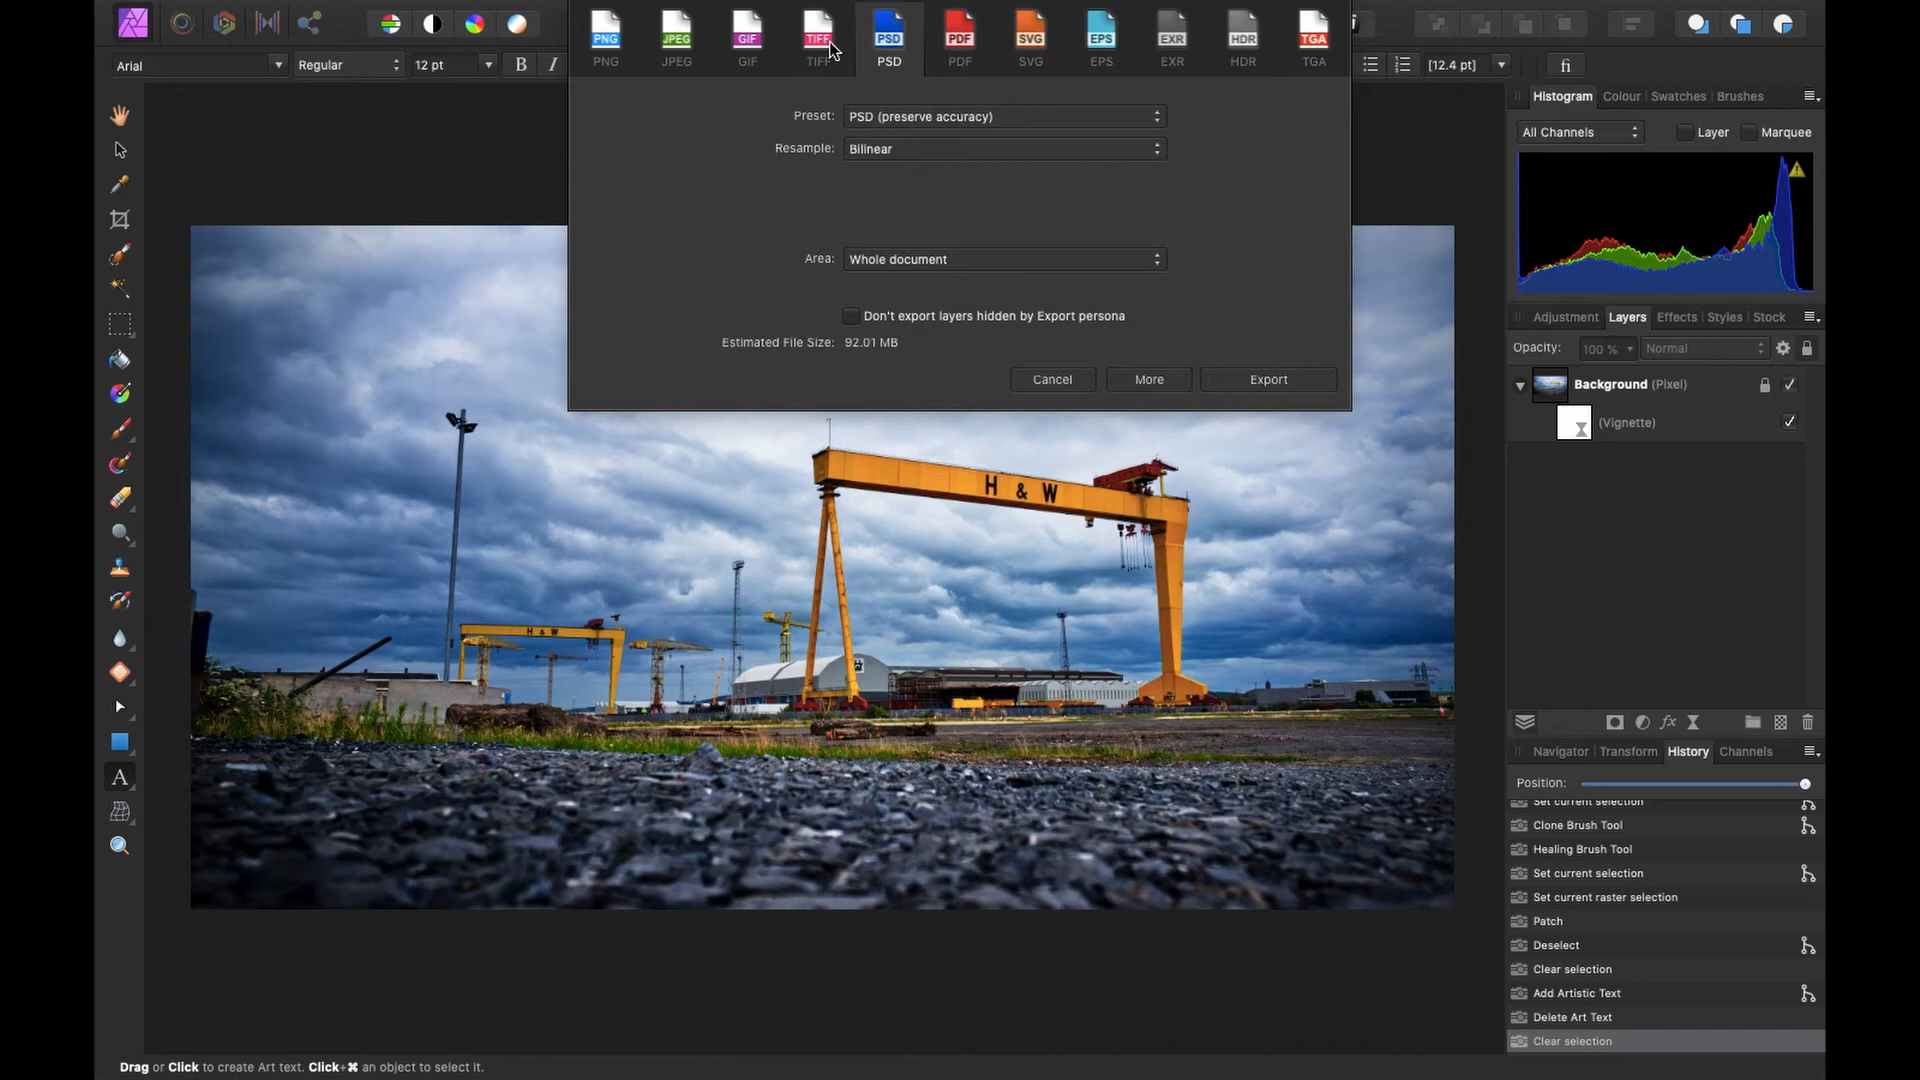 PNG JPEG GIF TIFF PSD PDF SVG EPS EXR HDR TGA
PNG JPEG GIF TIFF PSD PDF SVG EPS EXR HDR TGA
Arial Regular 12 pt B I [12.4 pt] fi
Preset: PSD (preserve accuracy)
Resample: Bilinear
Area: Whole document
Don't export layers hidden by Export persona
Estimated File Size: 92.01 MB
Cancel More Export
H & W
H & W
Histogram Colour Swatches Brushes
All Channels Layer Marquee
Adjustment Layers Effects Styles Stock
Opacity: 100 % Normal
Background (Pixel)
(Vignette)
fx
Navigator Transform History Channels
Position:
Set current selection
Clone Brush Tool
Healing Brush Tool
Set current selection
Set current raster selection
Patch
Deselect
Clear selection
Add Artistic Text
Delete Art Text
Clear selection
A
Drag or Click to create Art text. Click+⌘ an object to select it.